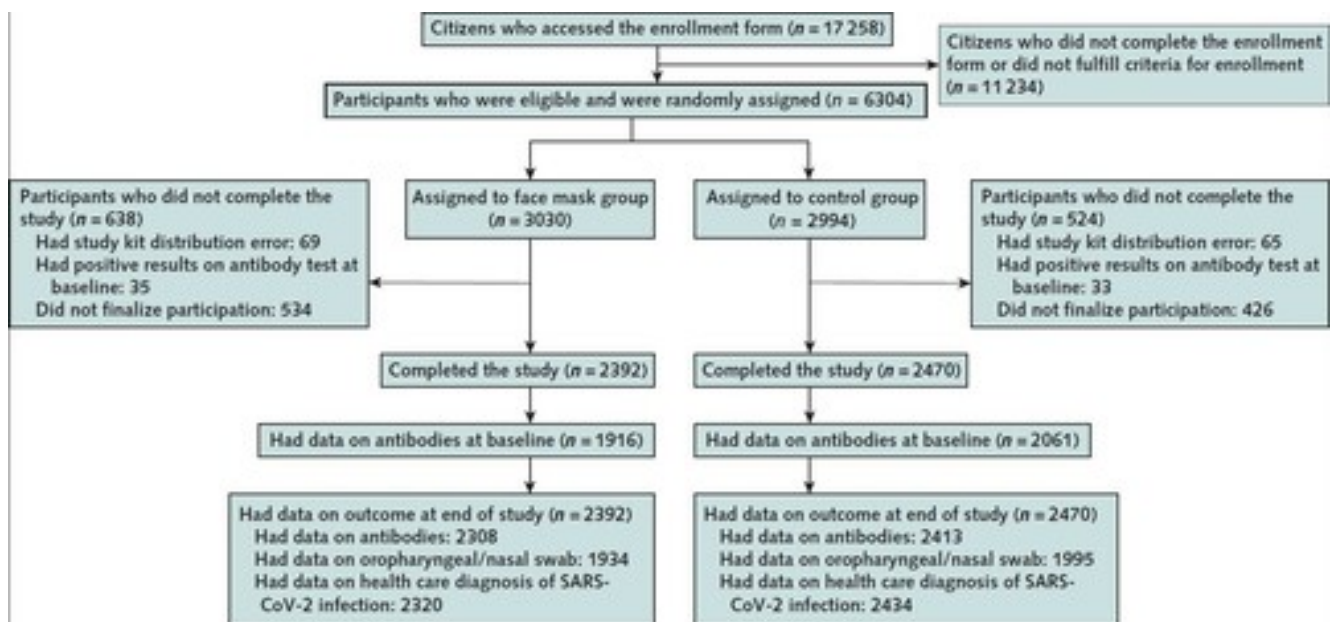 Citizens who accessed the enrollment form (n = 17 258)
Citizens who did not complete the enrollment
form or did not fulfill criteria for enrollment
(n = 11 234)
Participants who were eligible and were randomly assigned (n = 6304)
Participants who did not complete the
study (n = 638)
Had study kit distribution error: 69
Had positive results on antibody test at
baseline: 35
Did not finalize participation: 534
Assigned to face mask group
(n = 3030)
Assigned to control group
(n = 2994)
Participants who did not complete the
study (n = 524)
Had study kit distribution error: 65
Had positive results on antibody test at
baseline: 33
Did not finalize participation: 426
Completed the study (n = 2392)
Completed the study (n = 2470)
Had data on antibodies at baseline (n = 1916)
Had data on antibodies at baseline (n = 2061)
Had data on outcome at end of study (n = 2392)
Had data on antibodies: 2308
Had data on oropharyngeal/nasal swab: 1934
Had data on health care diagnosis of SARS-
CoV-2 infection: 2320
Had data on outcome at end of study (n = 2470)
Had data on antibodies: 2413
Had data on oropharyngeal/nasal swab: 1995
Had data on health care diagnosis of SARS-
CoV-2 infection: 2434